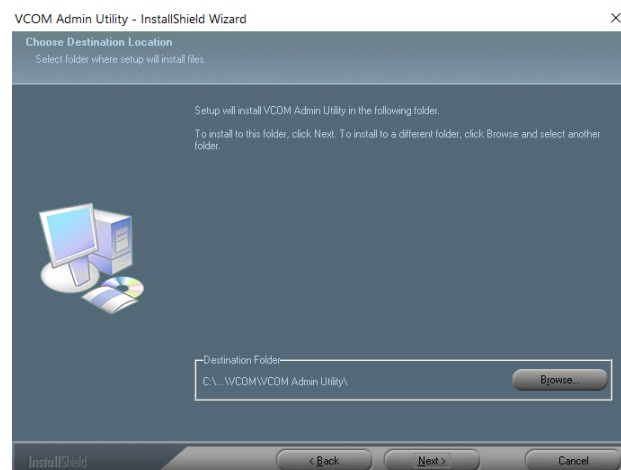 VCOM Admin Utility - InstallShield Wizard
Choose Destination Location
Select folder where setup will install files.
Setup will install VCOM Admin Utility in the following folder.
To install to this folder, click Next. To install to a different folder, click Browse and select another
folder.
Destination Folder
C:\...\VCOM\VCOM Admin Utility\
Browse...
InstallShield
< Back
Next >
Cancel